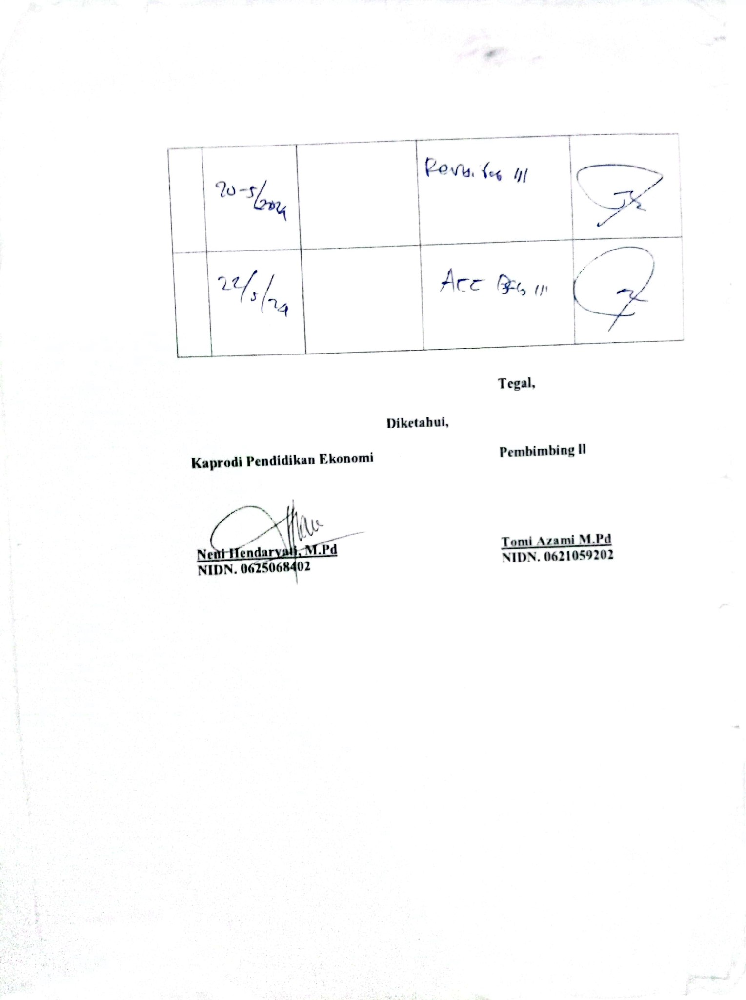 Revisi Bab III
20-5/2024
Acc Bab III
22/5/24
Tegal,
Diketahui,
Kaprodi Pendidikan Ekonomi
Pembimbing II
Neni Hendaryati, M.Pd
NIDN. 0625068402
Tomi Azami M.Pd
NIDN. 0621059202